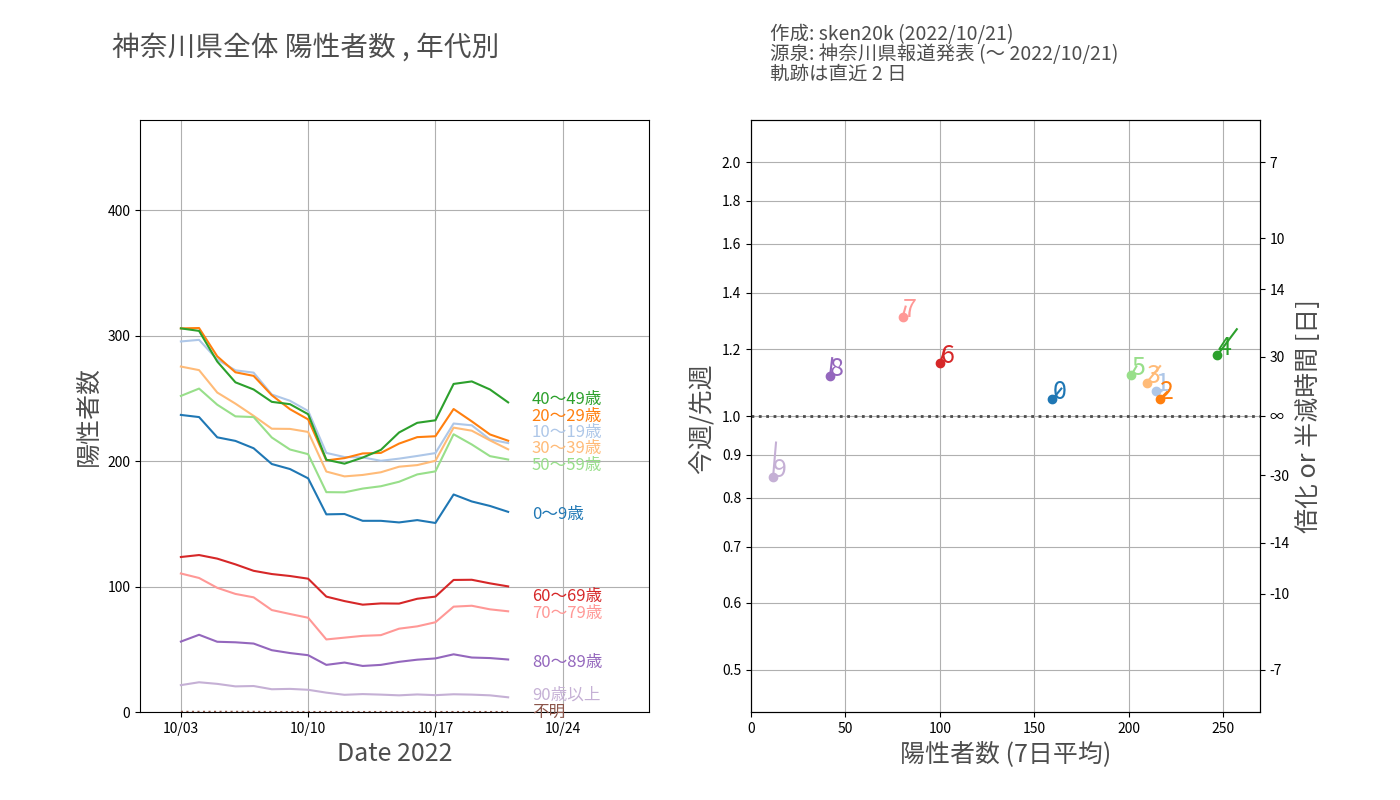 神奈川県全体 陽性者数 , 年代別
作成: sken20k (2022/10/21)
源泉: 神奈川県報道発表 (〜 2022/10/21)
軌跡は直近 2 日
陽性者数
400
300
200
100
0
10/03
10/10
10/17
10/24
Date 2022
40〜49歳
20〜29歳
10〜19歳
30〜39歳
50〜59歳
0〜9歳
60〜69歳
70〜79歳
80〜89歳
90歳以上
不明
今週/先週
2.0
1.8
1.6
1.4
1.2
1.0
0.9
0.8
0.7
0.6
0.5
0
50
100
150
200
250
陽性者数 (7日平均)
7
6
8
5
3
1
2
4
0
9
7
10
14
30
∞
-30
-14
-10
-7
倍化 or 半減時間 [日]